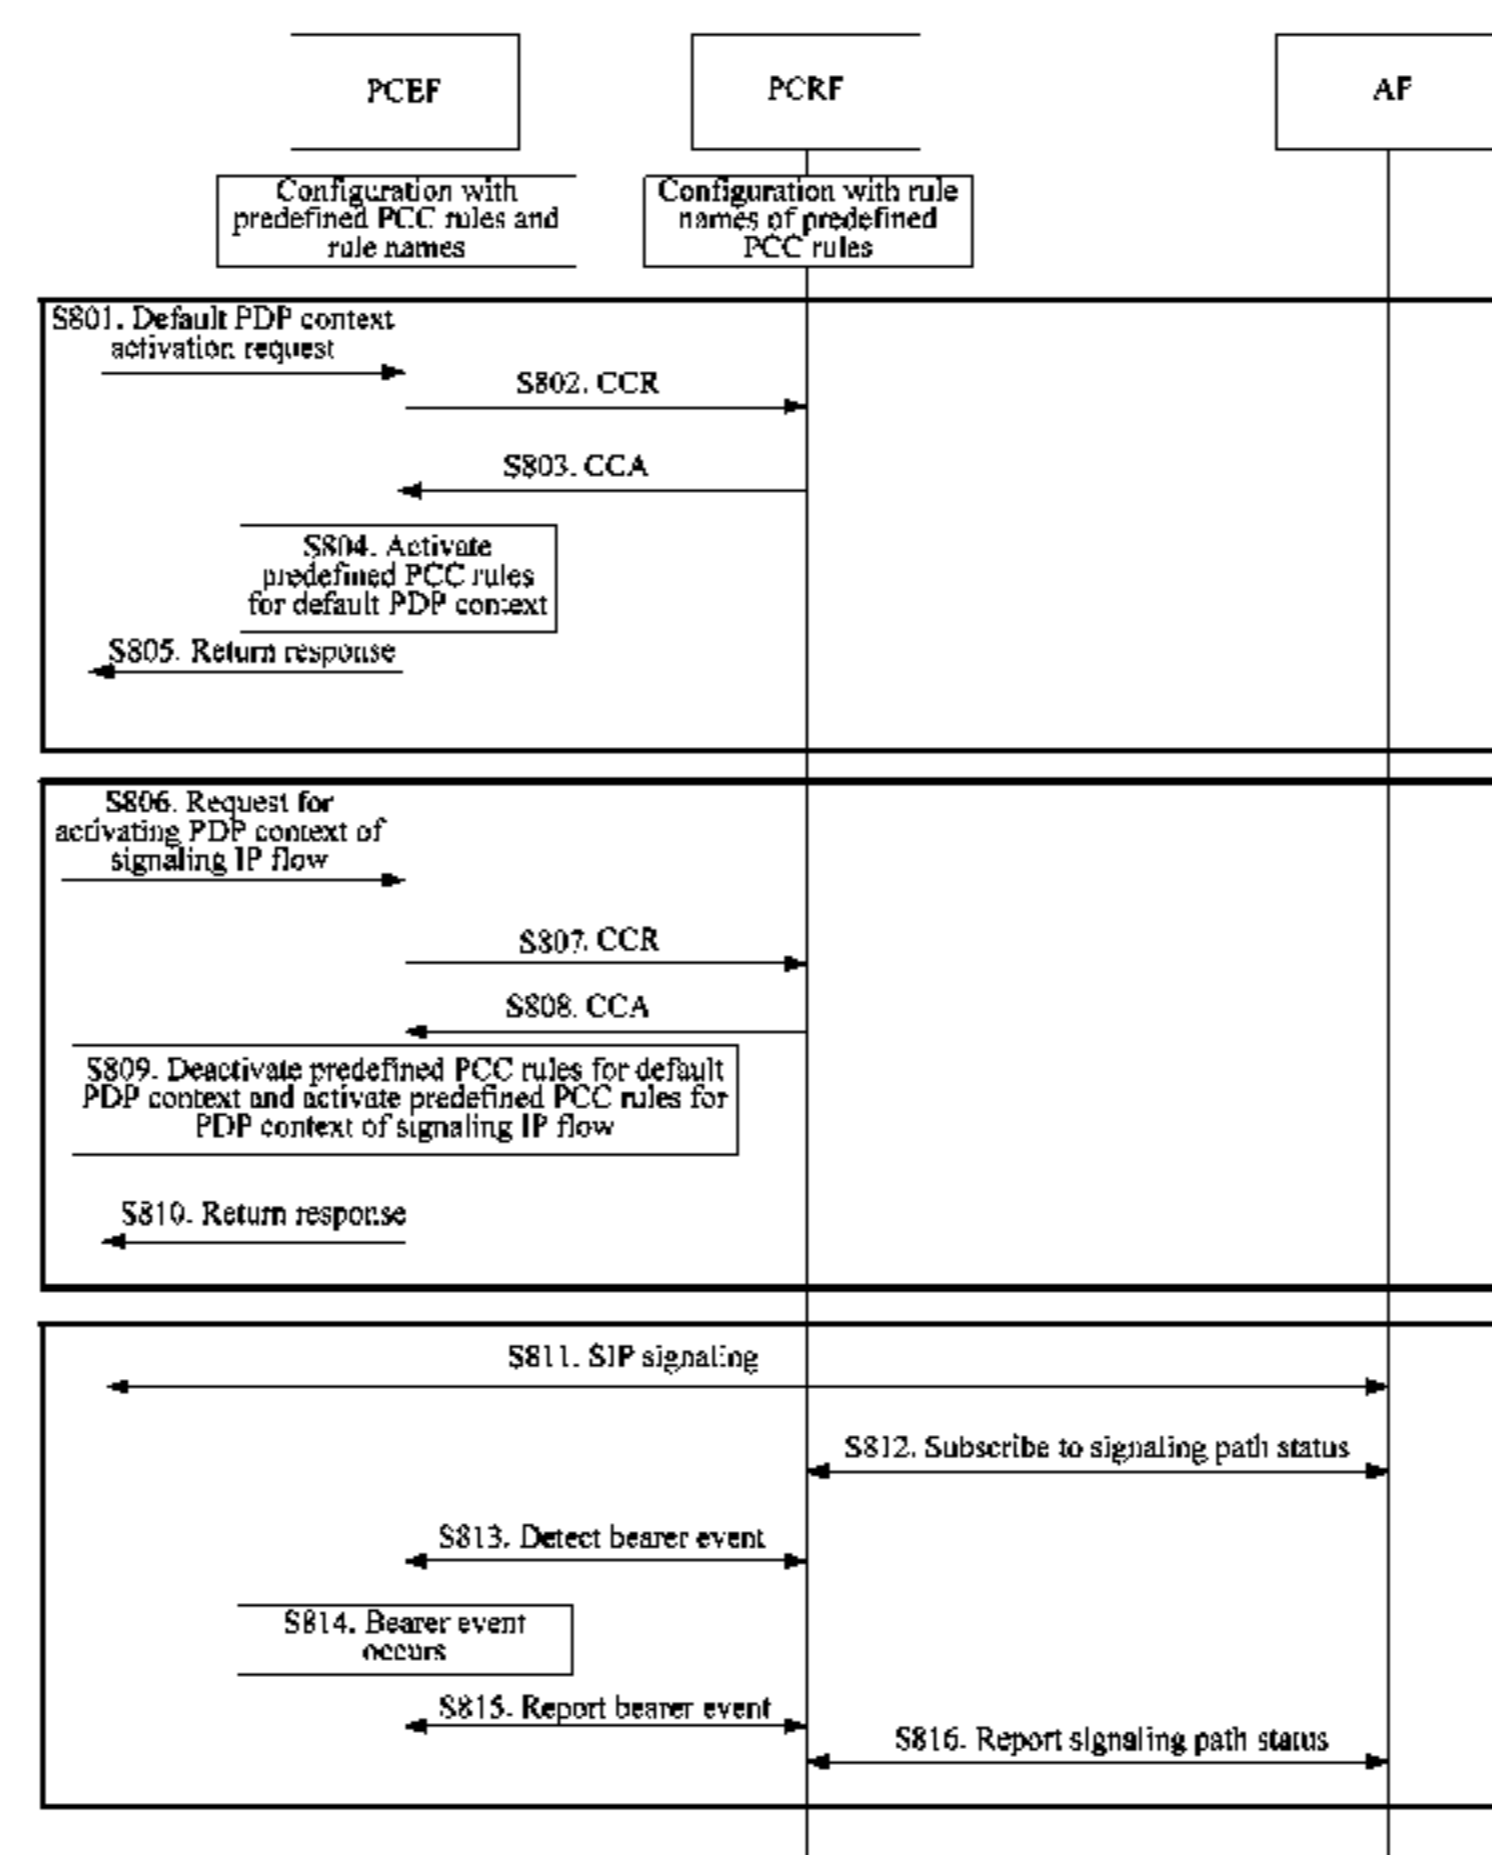 PCEF
PCRF
AF
Configuration with
predefined PCC rules and
rule names
Configuration with rule
names of predefined
PCC rules
S801. Default PDP context
activation request
S802. CCR
S803. CCA
S804. Activate
predefined PCC rules
for default PDP context
S805. Return response
S806. Request for
activating PDP context of
signaling IP flow
S807. CCR
S808. CCA
S809. Deactivate predefined PCC rules for default
PDP context and activate predefined PCC rules for
PDP context of signaling IP flow
S810. Return response
S811. SIP signaling
S812. Subscribe to signaling path status
S813. Detect bearer event
S814. Bearer event
occurs
S815. Report bearer event
S816. Report signaling path status